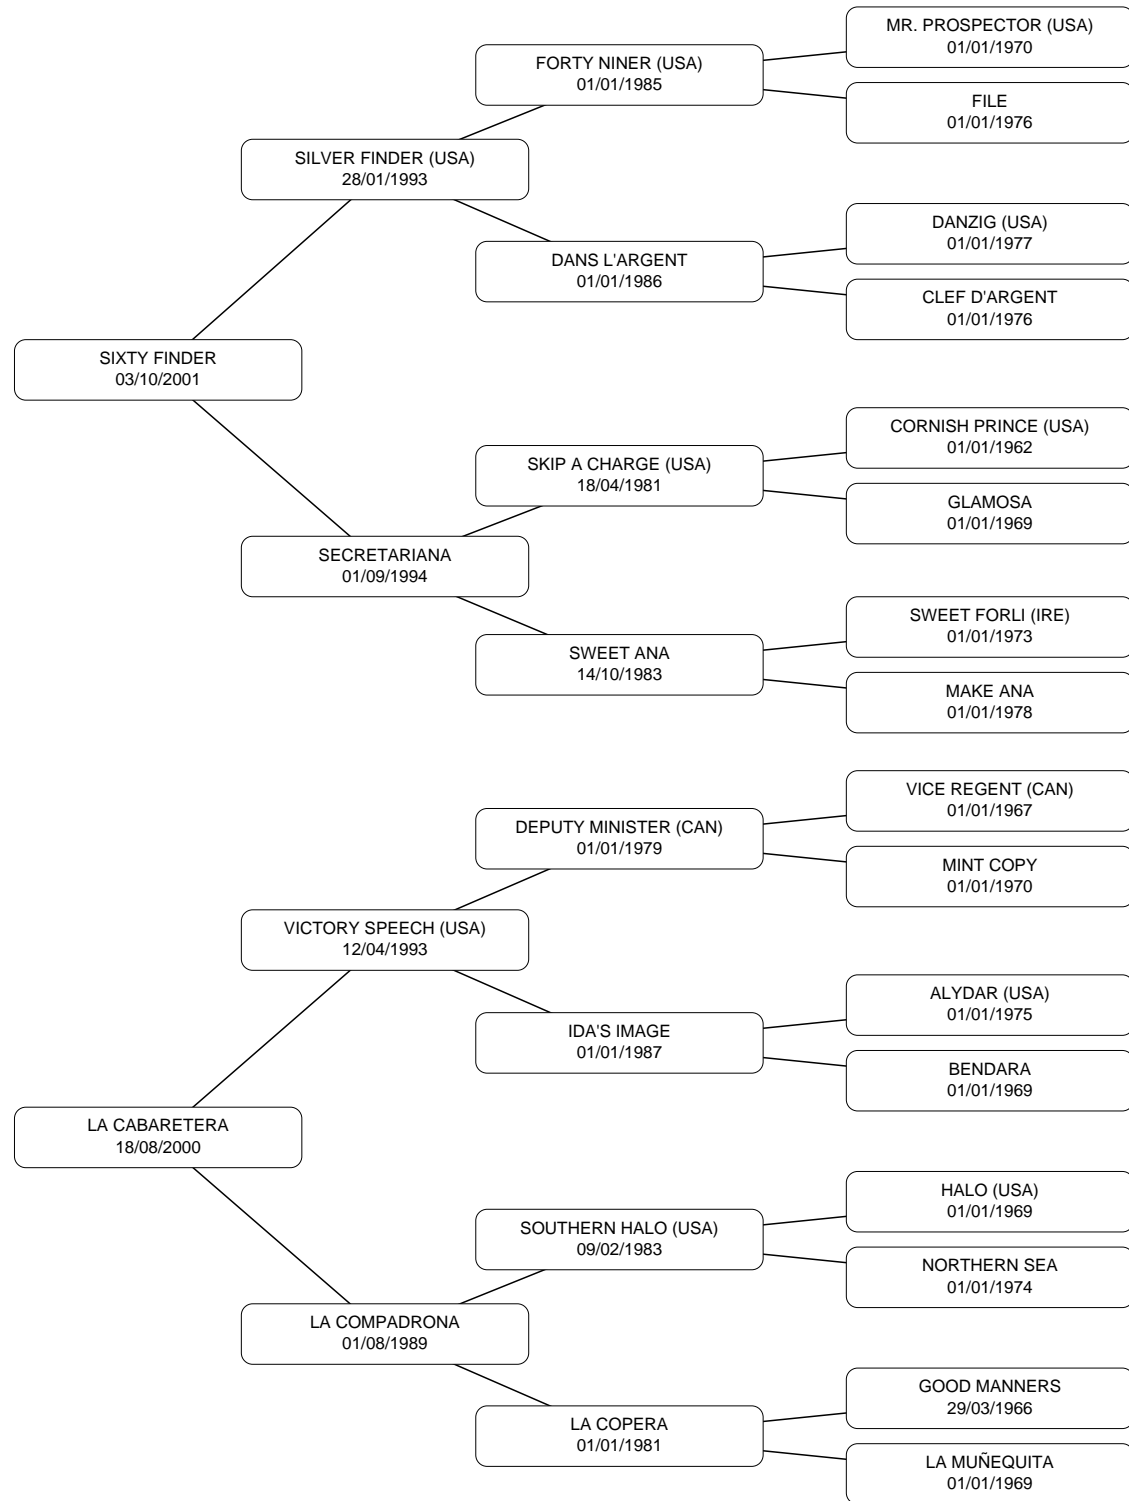 MR. PROSPECTOR (USA)
01/01/1970
FORTY NINER (USA)
01/01/1985
FILE
01/01/1976
SILVER FINDER (USA)
28/01/1993
DANZIG (USA)
01/01/1977
DANS L'ARGENT
01/01/1986
CLEF D'ARGENT
01/01/1976
SIXTY FINDER
03/10/2001
CORNISH PRINCE (USA)
01/01/1962
SKIP A CHARGE (USA)
18/04/1981
GLAMOSA
01/01/1969
SECRETARIANA
01/09/1994
SWEET FORLI (IRE)
01/01/1973
SWEET ANA
14/10/1983
MAKE ANA
01/01/1978
VICE REGENT (CAN)
01/01/1967
DEPUTY MINISTER (CAN)
01/01/1979
MINT COPY
01/01/1970
VICTORY SPEECH (USA)
12/04/1993
ALYDAR (USA)
01/01/1975
IDA'S IMAGE
01/01/1987
BENDARA
01/01/1969
LA CABARETERA
18/08/2000
HALO (USA)
01/01/1969
SOUTHERN HALO (USA)
09/02/1983
NORTHERN SEA
01/01/1974
LA COMPADRONA
01/08/1989
GOOD MANNERS
29/03/1966
LA COPERA
01/01/1981
LA MUÑEQUITA
01/01/1969